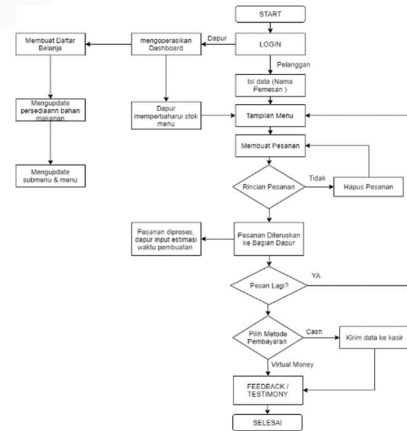 START
Membuat Daftar
Belanja
mengoperasikan
Dashboard
Dapur
LOGIN
Pelanggan
Isi data (Nama
Pemesan )
Mengupdate
persediaann bahan
makanan
Dapur
memperbaharui stok
menu
Tampilan Menu
Membuat Pesanan
Mengupdate
submenu & menu
Rincian Pesanan
Tidak
Hapus Pesanan
Pesanan diproses,
dapur input estimasi
waktu pembuatan
Pesanan Diteruskan
ke Bagian Dapur
Pesan Lagi?
YA
Pilih Metode
Pembayaran
Cash
Kirim data ke kasir
Virtual Money
FEEDBACK /
TESTIMONY
SELESAI